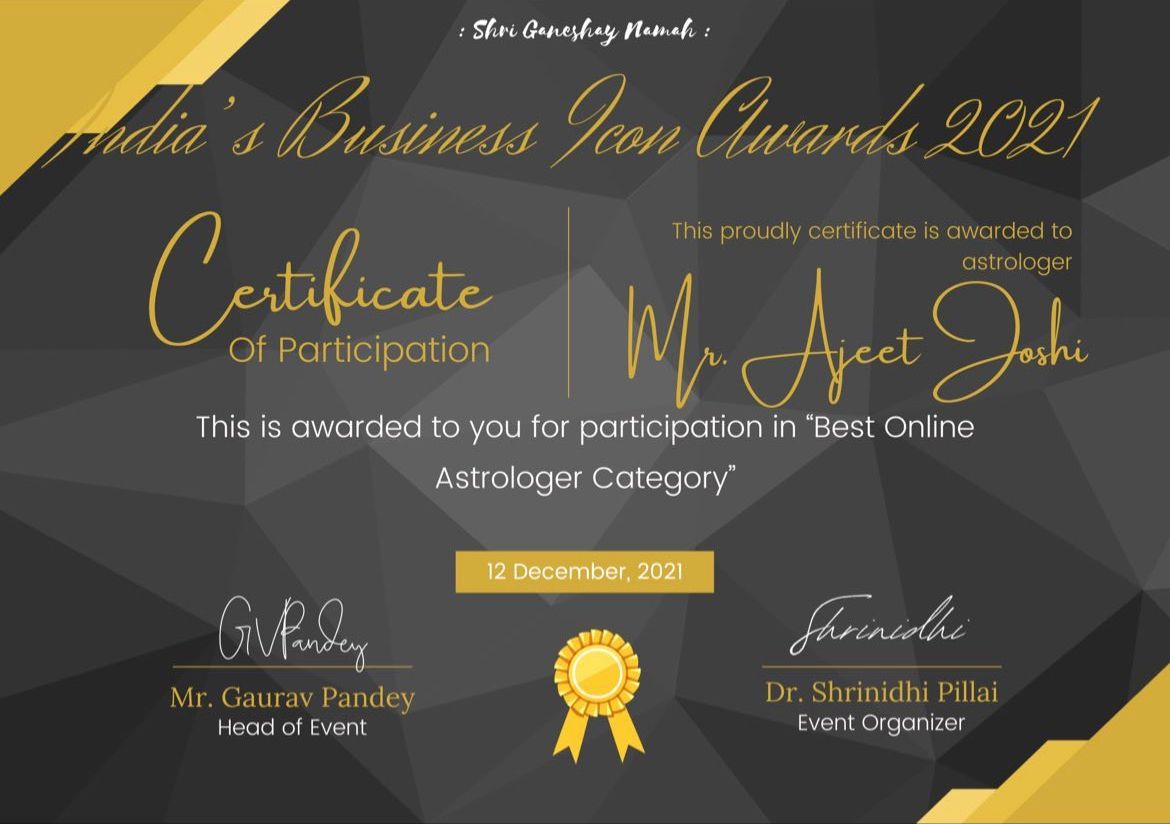 : Shri Ganeshay Namah :
India's Business Icon Awards 2021
Certificate
Of Participation
This proudly certificate is awarded to
astrologer
Mr. Ajeet Joshi
This is awarded to you for participation in “Best Online
Astrologer Category”
12 December, 2021
GVPandey
Mr. Gaurav Pandey
Head of Event
Shrinidhi
Dr. Shrinidhi Pillai
Event Organizer